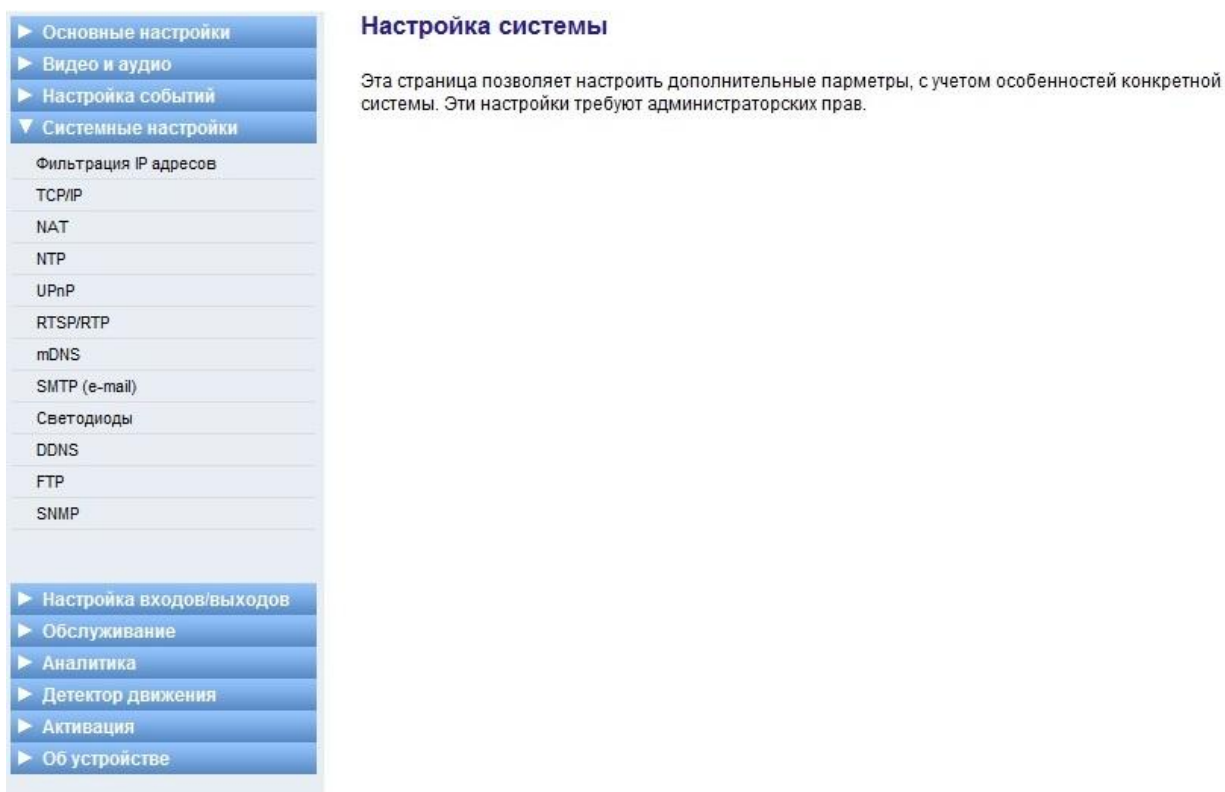 Основные настройки
Видео и аудио
Настройка событий
Системные настройки
Фильтрация IP адресов
TCP/IP
NAT
NTP
UPnP
RTSP/RTP
mDNS
SMTP (e-mail)
Светодиоды
DDNS
FTP
SNMP
Настройка входов/выходов
Обслуживание
Аналитика
Детектор движения
Активация
Об устройстве
Настройка системы
Эта страница позволяет настроить дополнительные парметры, с учетом особенностей конкретной
системы. Эти настройки требуют администраторских прав.